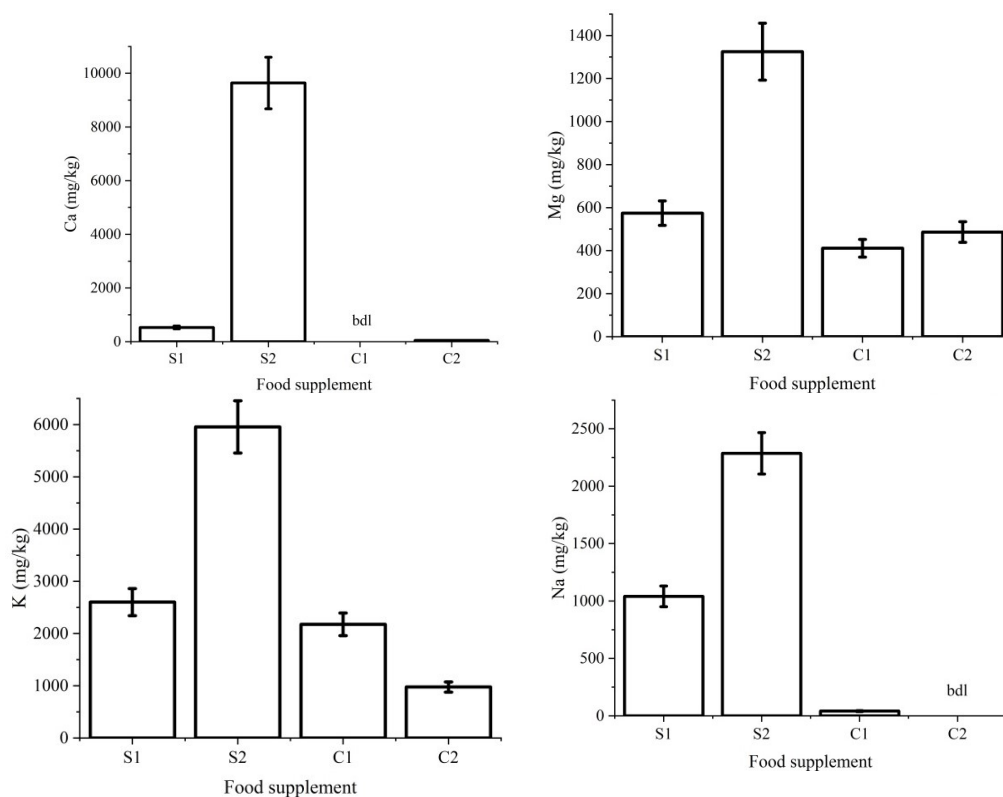 10000
8000
6000
4000
2000
0
Ca (mg/kg)
bdl
S1 S2 C1 C2
Food supplement
1400
1200
1000
800
600
400
200
0
Mg (mg/kg)
S1 S2 C1 C2
Food supplement
6000
5000
4000
3000
2000
1000
0
K (mg/kg)
S1 S2 C1 C2
Food supplement
2500
2000
1500
1000
500
0
Na (mg/kg)
bdl
S1 S2 C1 C2
Food supplement